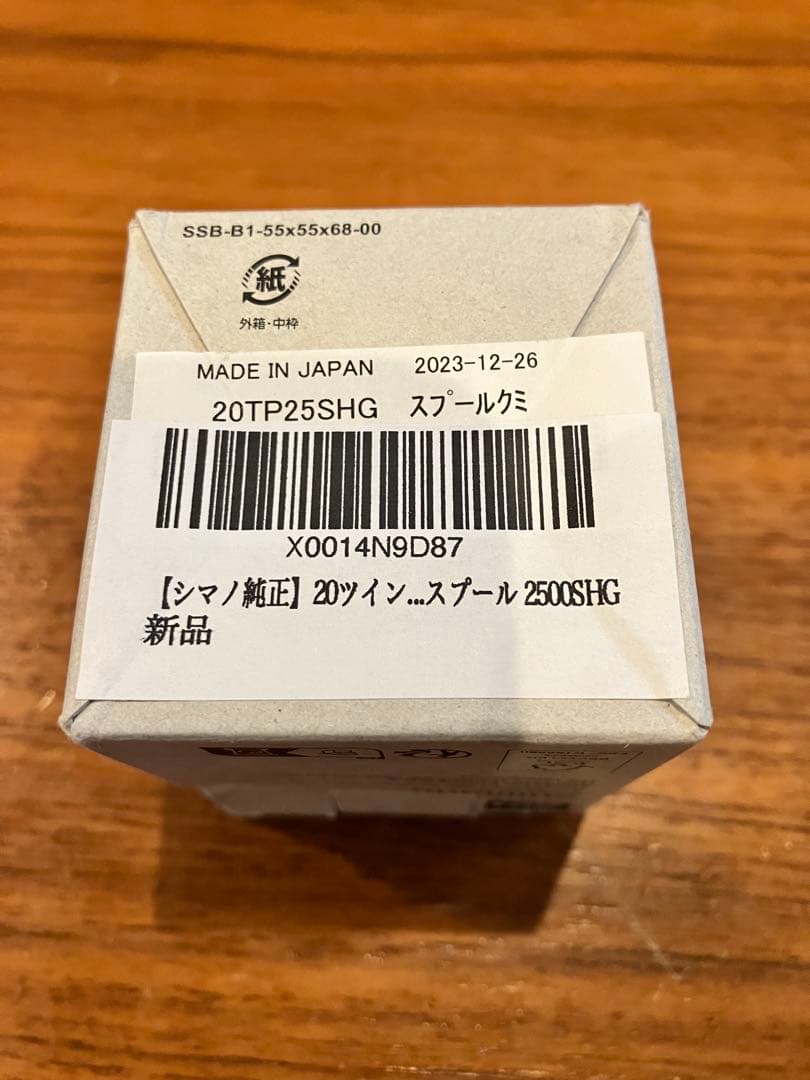 SSB-B1-55x55x68-00
紙
外箱・中枠
MADE IN JAPAN 2023-12-26
20TP25SHG スプールクミ
X0014N9D87
【シマノ純正】20ツイン...スプール 2500SHG
新品